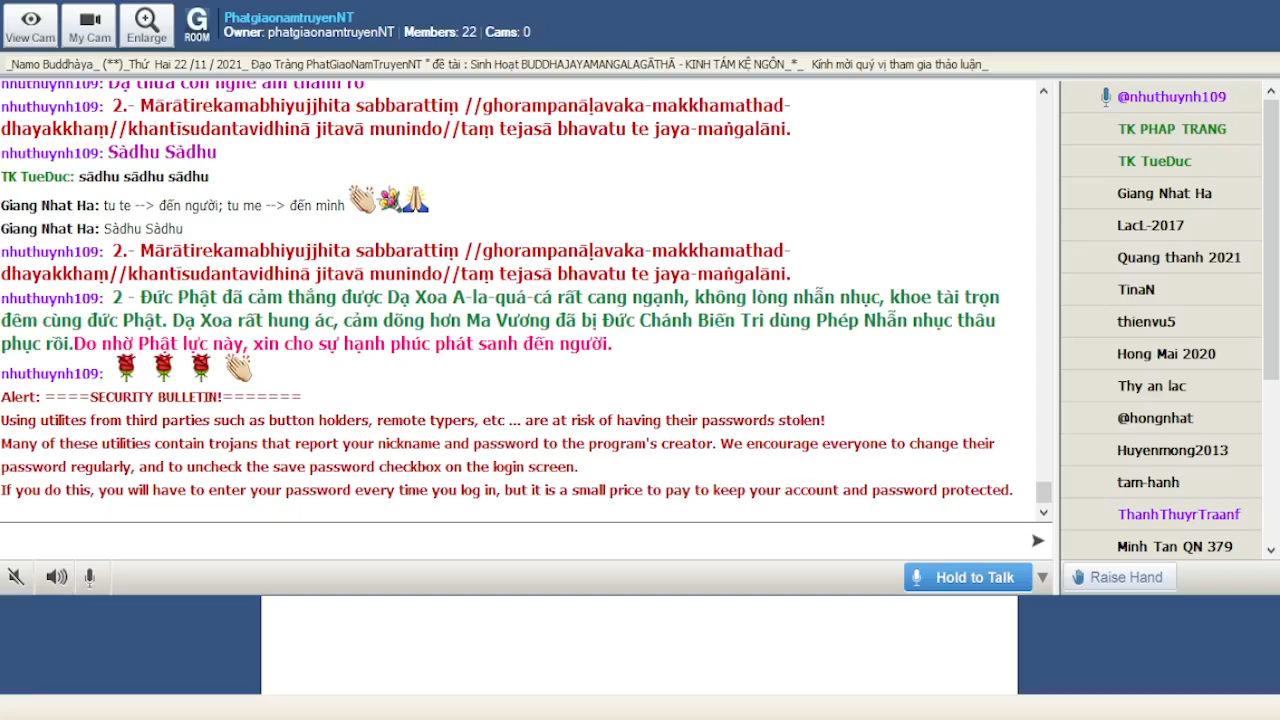 PhatgiaonamtruyenNT
Owner: phatgiaonamtruyenNT | Members: 22 | Cams: 0
View Cam
My Cam
Enlarge
G
ROOM
_Namo Buddhàya_ (**)_Thứ Hai 22 /11 / 2021_ Đạo Tràng PhatGiaoNamTruyenNT " đề tài : Sinh Hoạt BUDDHAJAYAMANGALAGĀTHĀ - KINH TÁM KỆ NGÔN_*_ Kính mời quý vị tham gia thảo luận_
nhuthuynh109: Dạ thưa con nghe âm thanh rõ
nhuthuynh109: 2.- Mārātirekamabhiyujjhita sabbarattiṃ //ghorampanāḷavaka-makkhamathad-
dhayakkhaṃ//khantīsudantavidhinā jitavā munindo//taṃ tejasā bhavatu te jaya-maṅgalāni.
nhuthuynh109: Sàdhu Sàdhu
TK TueDuc: sādhu sādhu sādhu
Giang Nhat Ha: tu te --> đến người; tu me --> đến mình
Giang Nhat Ha: Sàdhu Sàdhu
nhuthuynh109: 2.- Mārātirekamabhiyujjhita sabbarattiṃ //ghorampanāḷavaka-makkhamathad-
dhayakkhaṃ//khantīsudantavidhinā jitavā munindo//taṃ tejasā bhavatu te jaya-maṅgalāni.
nhuthuynh109: 2 - Đức Phật đã cảm thắng được Dạ Xoa A-la-quá-cá rất cang ngạnh, không lòng nhẫn nhục, khoe tài trọn
đêm cùng đức Phật. Dạ Xoa rất hung ác, cảm dõng hơn Ma Vương đã bị Đức Chánh Biến Tri dùng Phép Nhẫn nhục thâu
phục rồi.Do nhờ Phật lực này, xin cho sự hạnh phúc phát sanh đến người.
nhuthuynh109:
Alert: ====SECURITY BULLETIN!=======
Using utilites from third parties such as button holders, remote typers, etc ... are at risk of having their passwords stolen!
Many of these utilities contain trojans that report your nickname and password to the program's creator. We encourage everyone to change their
password regularly, and to uncheck the save password checkbox on the login screen.
If you do this, you will have to enter your password every time you log in, but it is a small price to pay to keep your account and password protected.
@nhuthuynh109
TK PHAP TRANG
TK TueDuc
Giang Nhat Ha
LacL-2017
Quang thanh 2021
TinaN
thienvu5
Hong Mai 2020
Thy an lac
@hongnhat
Huyenmong2013
tam-hanh
ThanhThuyrTraanf
Minh Tan QN 379
Hold to Talk
Raise Hand